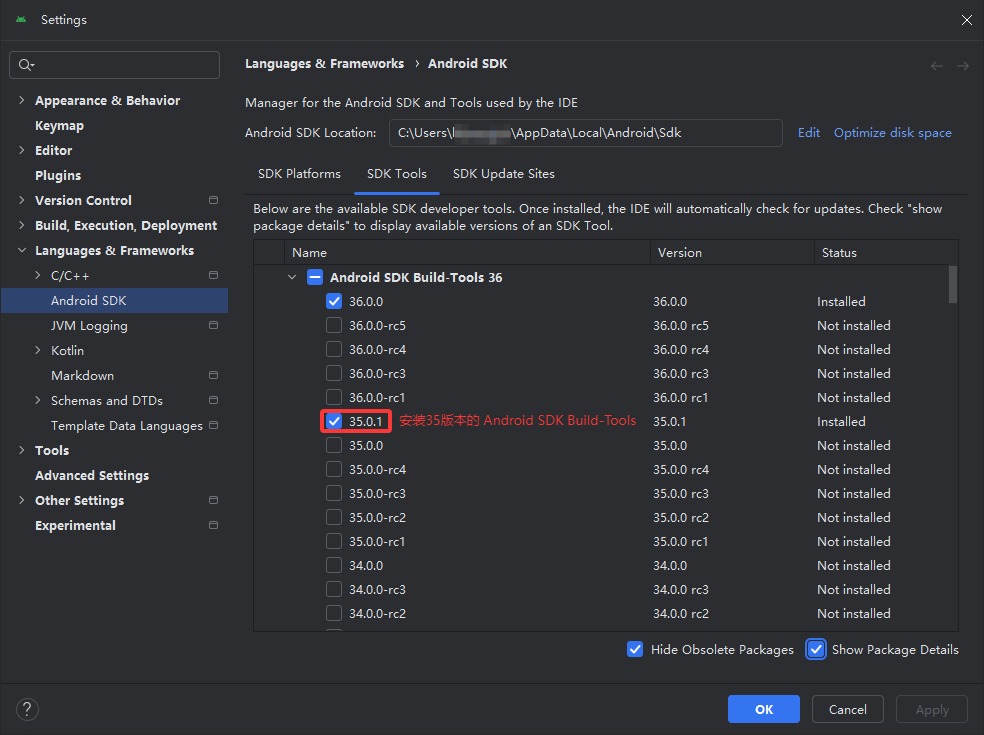 Settings
Languages & Frameworks › Android SDK
Manager for the Android SDK and Tools used by the IDE
Android SDK Location: C:\Users\ \AppData\Local\Android\Sdk Edit Optimize disk space
SDK Platforms SDK Tools SDK Update Sites
Below are the available SDK developer tools. Once installed, the IDE will automatically check for updates. Check "show
package details" to display available versions of an SDK Tool.
Appearance & Behavior
Keymap
Editor
Plugins
Version Control
Build, Execution, Deployment
Languages & Frameworks
C/C++
Android SDK
JVM Logging
Kotlin
Markdown
Schemas and DTDs
Template Data Languages
Tools
Advanced Settings
Other Settings
Experimental
Name Version Status
Android SDK Build-Tools 36
36.0.0 36.0.0 Installed
36.0.0-rc5 36.0.0 rc5 Not installed
36.0.0-rc4 36.0.0 rc4 Not installed
36.0.0-rc3 36.0.0 rc3 Not installed
36.0.0-rc1 36.0.0 rc1 Not installed
35.0.1 安装35版本的 Android SDK Build-Tools 35.0.1 Installed
35.0.0 35.0.0 Not installed
35.0.0-rc4 35.0.0 rc4 Not installed
35.0.0-rc3 35.0.0 rc3 Not installed
35.0.0-rc2 35.0.0 rc2 Not installed
35.0.0-rc1 35.0.0 rc1 Not installed
34.0.0 34.0.0 Not installed
34.0.0-rc3 34.0.0 rc3 Not installed
34.0.0-rc2 34.0.0 rc2 Not installed
Hide Obsolete Packages Show Package Details
? OK Cancel Apply